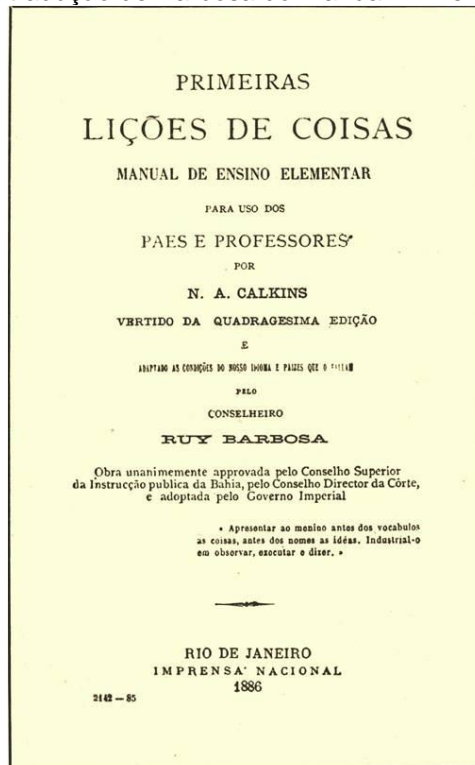 PRIMEIRAS
LIÇÕES DE COISAS
MANUAL DE ENSINO ELEMENTAR
PARA USO DOS
PAES E PROFESSORES
POR
N. A. CALKINS
VERTIDO DA QUADRAGESIMA EDIÇÃO
E
ADAPTADO AS CONDIÇÕES DO NOSSO IDIOMA E PAIZES QUE O FALLAM
PELO
CONSELHEIRO
RUY BARBOSA
Obra unanimemente approvada pelo Conselho Superior
da Instrucção publica da Bahia, pelo Conselho Director da Côrte,
e adoptada pelo Governo Imperial
« Apresentar ao menino antes dos vocabulos
as coisas, antes dos nomes as idéas. Industrial-o
em observar, executar e dizer. »
RIO DE JANEIRO
IMPRENSA NACIONAL
1886
2142 — 85